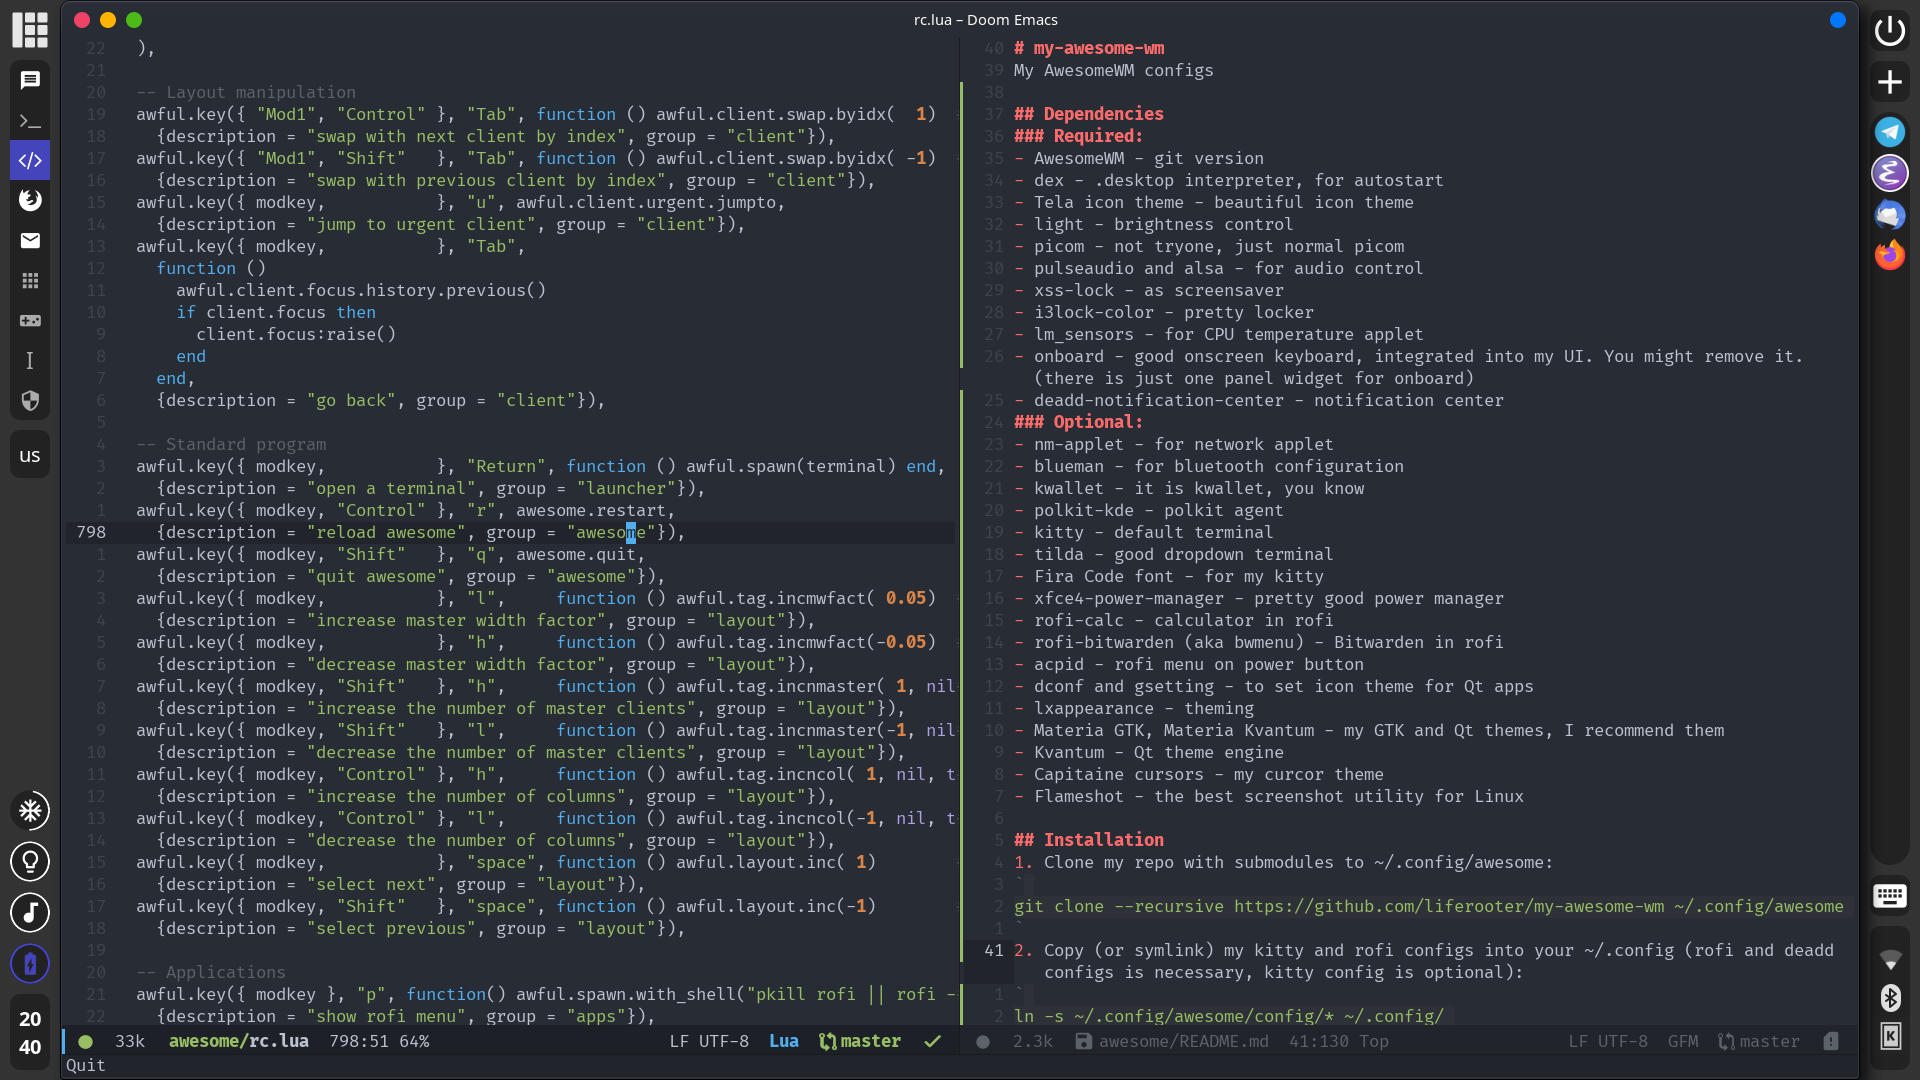 rc.lua – Doom Emacs
us
20
40
22 ),
21
20 -- Layout manipulation
19 awful.key({ "Mod1", "Control" }, "Tab", function () awful.client.swap.byidx(  1)
18   {description = "swap with next client by index", group = "client"}),
17 awful.key({ "Mod1", "Shift"   }, "Tab", function () awful.client.swap.byidx( -1)
16   {description = "swap with previous client by index", group = "client"}),
15 awful.key({ modkey,           }, "u", awful.client.urgent.jumpto,
14   {description = "jump to urgent client", group = "client"}),
13 awful.key({ modkey,           }, "Tab",
12   function ()
11     awful.client.focus.history.previous()
10     if client.focus then
9       client.focus:raise()
8     end
7   end,
6   {description = "go back", group = "client"}),
5
4 -- Standard program
3 awful.key({ modkey,           }, "Return", function () awful.spawn(terminal) end,
2   {description = "open a terminal", group = "launcher"}),
1 awful.key({ modkey, "Control" }, "r", awesome.restart,
798   {description = "reload awesome", group = "awesome"}),
1 awful.key({ modkey, "Shift"   }, "q", awesome.quit,
2   {description = "quit awesome", group = "awesome"}),
3 awful.key({ modkey,           }, "l",     function () awful.tag.incmwfact( 0.05)
4   {description = "increase master width factor", group = "layout"}),
5 awful.key({ modkey,           }, "h",     function () awful.tag.incmwfact(-0.05)
6   {description = "decrease master width factor", group = "layout"}),
7 awful.key({ modkey, "Shift"   }, "h",     function () awful.tag.incnmaster( 1, nil
8   {description = "increase the number of master clients", group = "layout"}),
9 awful.key({ modkey, "Shift"   }, "l",     function () awful.tag.incnmaster(-1, nil
10   {description = "decrease the number of master clients", group = "layout"}),
11 awful.key({ modkey, "Control" }, "h",     function () awful.tag.incncol( 1, nil, t
12   {description = "increase the number of columns", group = "layout"}),
13 awful.key({ modkey, "Control" }, "l",     function () awful.tag.incncol(-1, nil, t
14   {description = "decrease the number of columns", group = "layout"}),
15 awful.key({ modkey,           }, "space", function () awful.layout.inc( 1)
16   {description = "select next", group = "layout"}),
17 awful.key({ modkey, "Shift"   }, "space", function () awful.layout.inc(-1)
18   {description = "select previous", group = "layout"}),
19
20 -- Applications
21 awful.key({ modkey }, "p", function() awful.spawn.with_shell("pkill rofi || rofi -
22   {description = "show rofi menu", group = "apps"}),
33k awesome/rc.lua 798:51 64% LF UTF-8 Lua master
Quit
40 # my-awesome-wm
39 My AwesomeWM configs
38
37 ## Dependencies
36 ### Required:
35 - AwesomeWM - git version
34 - dex - .desktop interpreter, for autostart
33 - Tela icon theme - beautiful icon theme
32 - light - brightness control
31 - picom - not tryone, just normal picom
30 - pulseaudio and alsa - for audio control
29 - xss-lock - as screensaver
28 - i3lock-color - pretty locker
27 - lm_sensors - for CPU temperature applet
26 - onboard - good onscreen keyboard, integrated into my UI. You might remove it.
(there is just one panel widget for onboard)
25 - deadd-notification-center - notification center
24 ### Optional:
23 - nm-applet - for network applet
22 - blueman - for bluetooth configuration
21 - kwallet - it is kwallet, you know
20 - polkit-kde - polkit agent
19 - kitty - default terminal
18 - tilda - good dropdown terminal
17 - Fira Code font - for my kitty
16 - xfce4-power-manager - pretty good power manager
15 - rofi-calc - calculator in rofi
14 - rofi-bitwarden (aka bwmenu) - Bitwarden in rofi
13 - acpid - rofi menu on power button
12 - dconf and gsetting - to set icon theme for Qt apps
11 - lxappearance - theming
10 - Materia GTK, Materia Kvantum - my GTK and Qt themes, I recommend them
9 - Kvantum - Qt theme engine
8 - Capitaine cursors - my curcor theme
7 - Flameshot - the best screenshot utility for Linux
6
5 ## Installation
4 1. Clone my repo with submodules to ~/.config/awesome:
3 `
2 git clone --recursive https://github.com/liferooter/my-awesome-wm ~/.config/awesome
1 `
41 2. Copy (or symlink) my kitty and rofi configs into your ~/.config (rofi and deadd
configs is necessary, kitty config is optional):
1 `
2 ln -s ~/.config/awesome/config/* ~/.config/
2.3k awesome/README.md 41:130 Top LF UTF-8 GFM master
K